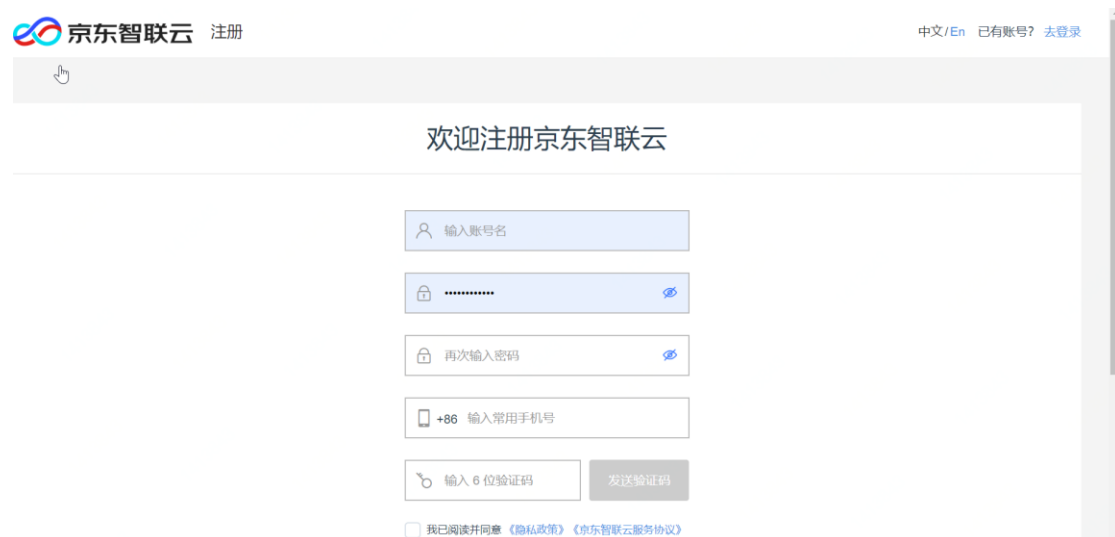 京东智联云 注册 中文/En 已有账号? 去登录
欢迎注册京东智联云
输入账号名
••••••••••••
再次输入密码
+86 输入常用手机号
输入 6 位验证码 发送验证码
我已阅读并同意《隐私政策》《京东智联云服务协议》